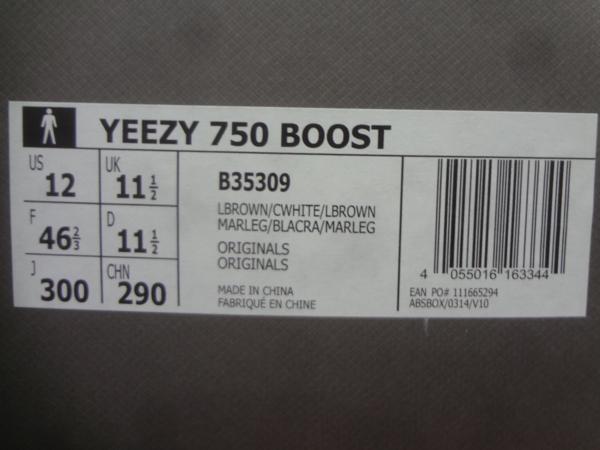 YEEZY 750 BOOST
US 12
UK 11 1/2
F 46 2/3
D 11 1/2
J 300
CHN 290
B35309
LBROWN/CWHITE/LBROWN
MARLEG/BLACRA/MARLEG
ORIGINALS
ORIGINALS
MADE IN CHINA
FABRIQUÉ EN CHINE
4 055016 163344
EAN PO# 111665294
ABSBOX/0314/V10